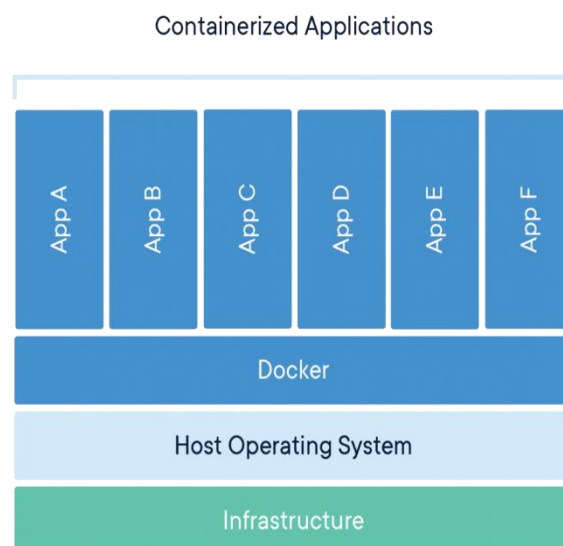 Containerized Applications
App A
App B
App C
App D
App E
App F
Docker
Host Operating System
Infrastructure